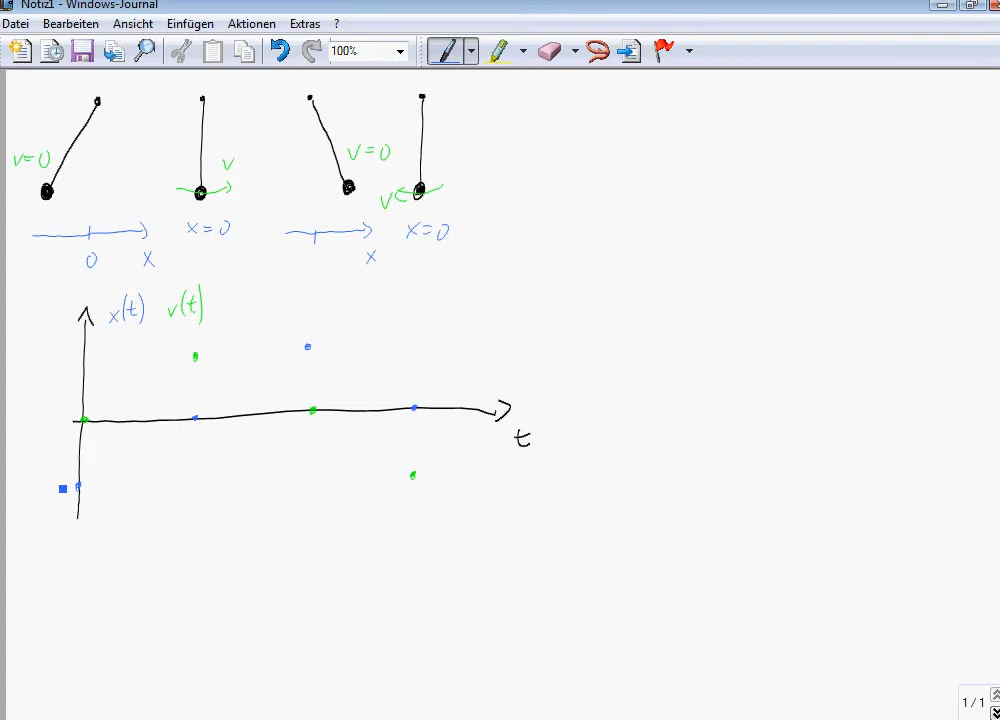 Notiz1 - Windows-Journal
Datei Bearbeiten Ansicht Einfügen Aktionen Extras ?
100%
v=0 v v=0 v
x=0 x=0
0 x x
x(t) v(t)
t
1 / 1